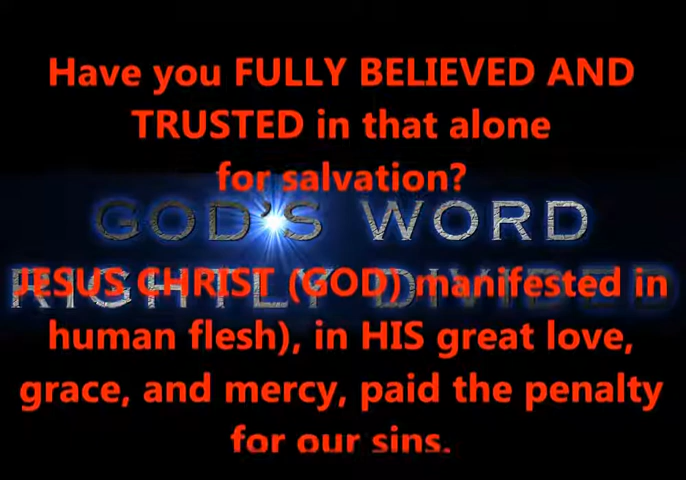 Have you FULLY BELIEVED AND
TRUSTED in that alone
for salvation?
GOD'S WORD
RIGHTLY DIVIDED
JESUS CHRIST (GOD) manifested in
human flesh), in HIS great love,
grace, and mercy, paid the penalty
for our sins.